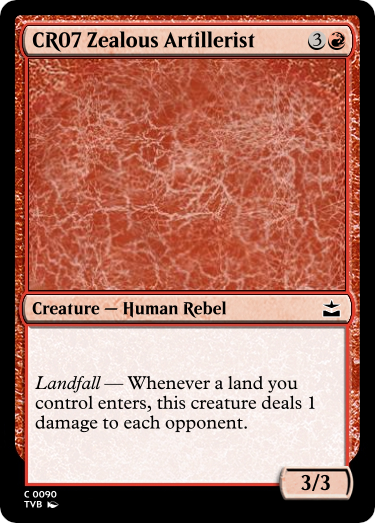 CR07 Zealous Artillerist 3
Creature — Human Rebel
Landfall — Whenever a land you
control enters, this creature deals 1
damage to each opponent.
3/3
C 0090
TVB